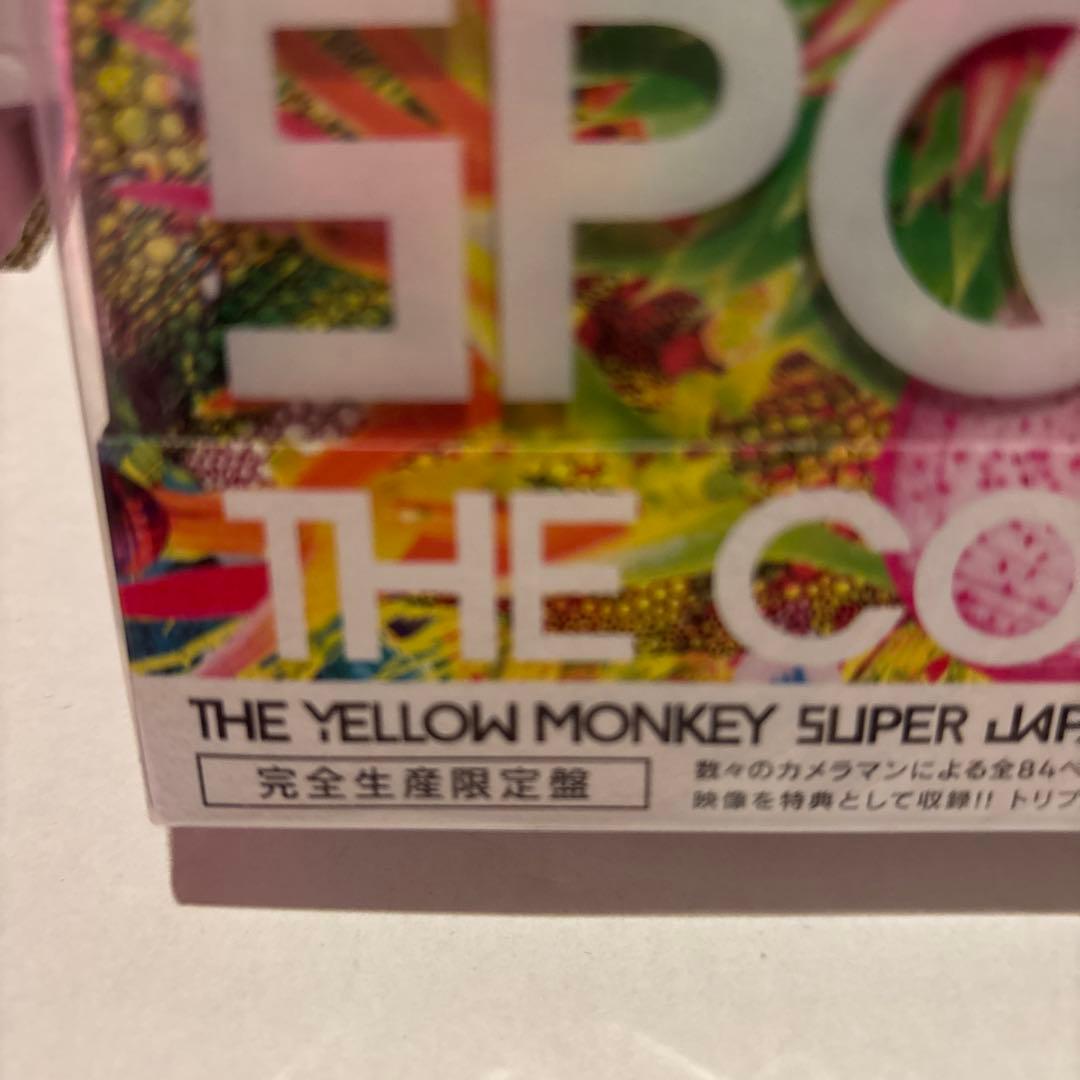 SPO
THE CO
THE YELLOW MONKEY SUPER JAP
完全生産限定盤
数々のカメラマンによる全84ペ
映像を特典として収録!! トリプ